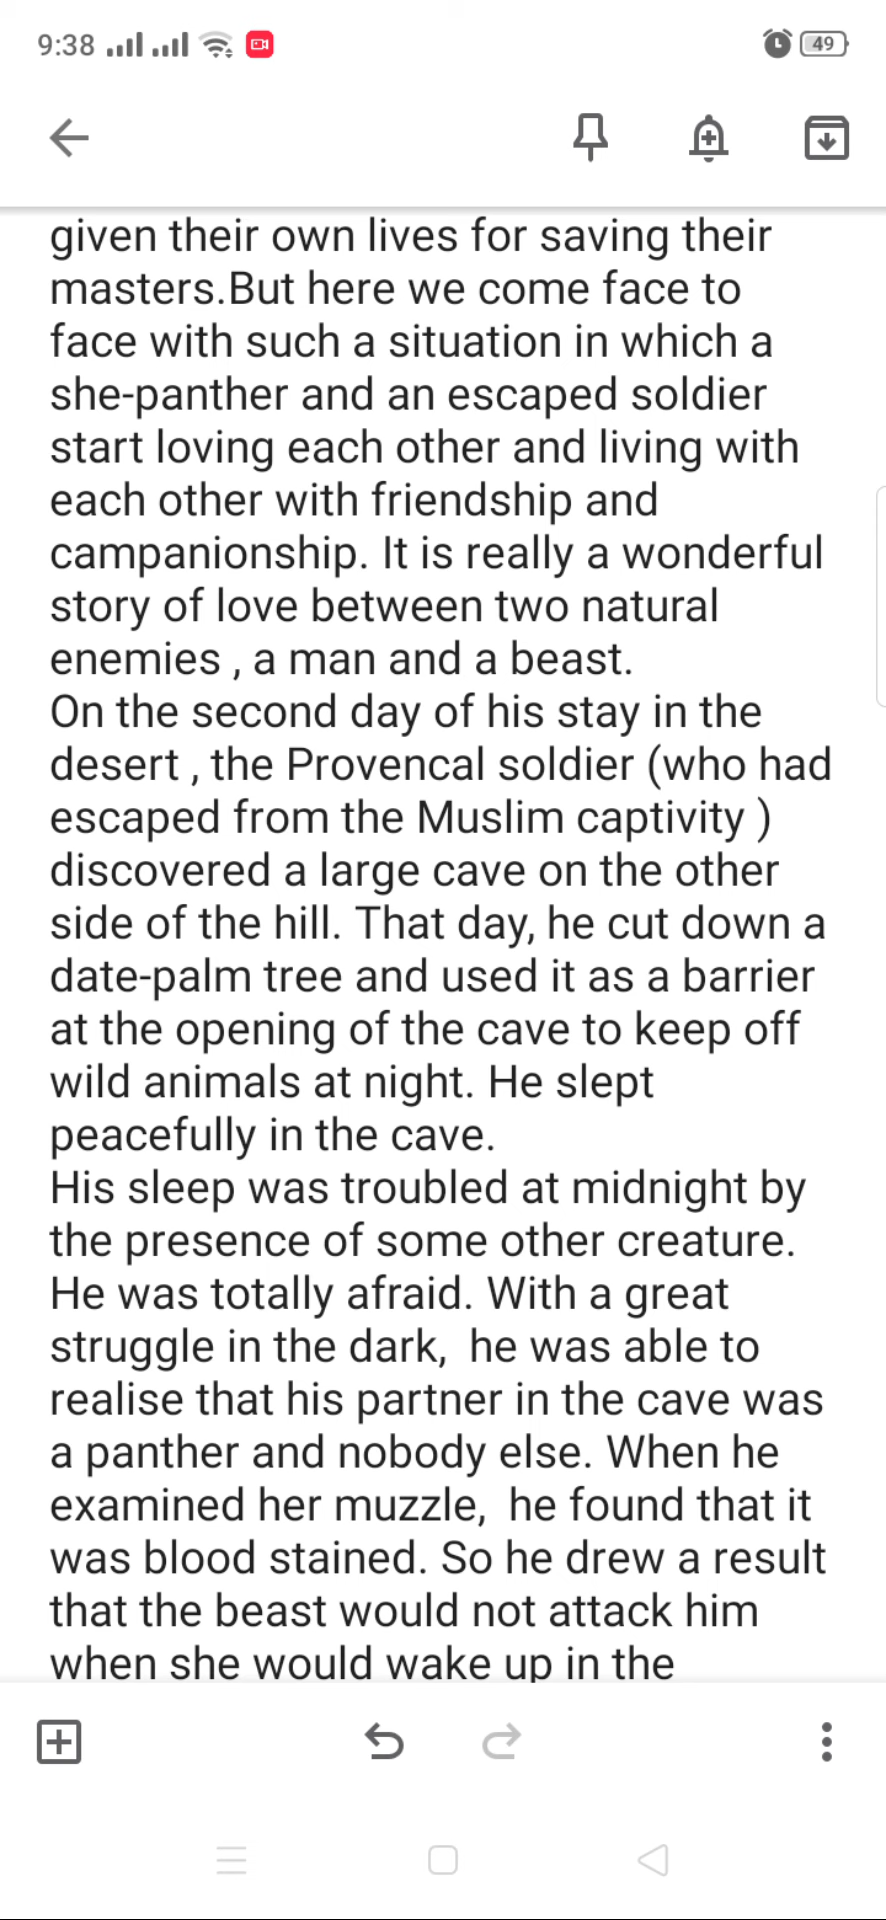 9:38
49
given their own lives for saving their
masters.But here we come face to
face with such a situation in which a
she-panther and an escaped soldier
start loving each other and living with
each other with friendship and
campanionship. It is really a wonderful
story of love between two natural
enemies , a man and a beast.
On the second day of his stay in the
desert , the Provencal soldier (who had
escaped from the Muslim captivity )
discovered a large cave on the other
side of the hill. That day, he cut down a
date-palm tree and used it as a barrier
at the opening of the cave to keep off
wild animals at night. He slept
peacefully in the cave.
His sleep was troubled at midnight by
the presence of some other creature.
He was totally afraid. With a great
struggle in the dark,  he was able to
realise that his partner in the cave was
a panther and nobody else. When he
examined her muzzle,  he found that it
was blood stained. So he drew a result
that the beast would not attack him
when she would wake up in the